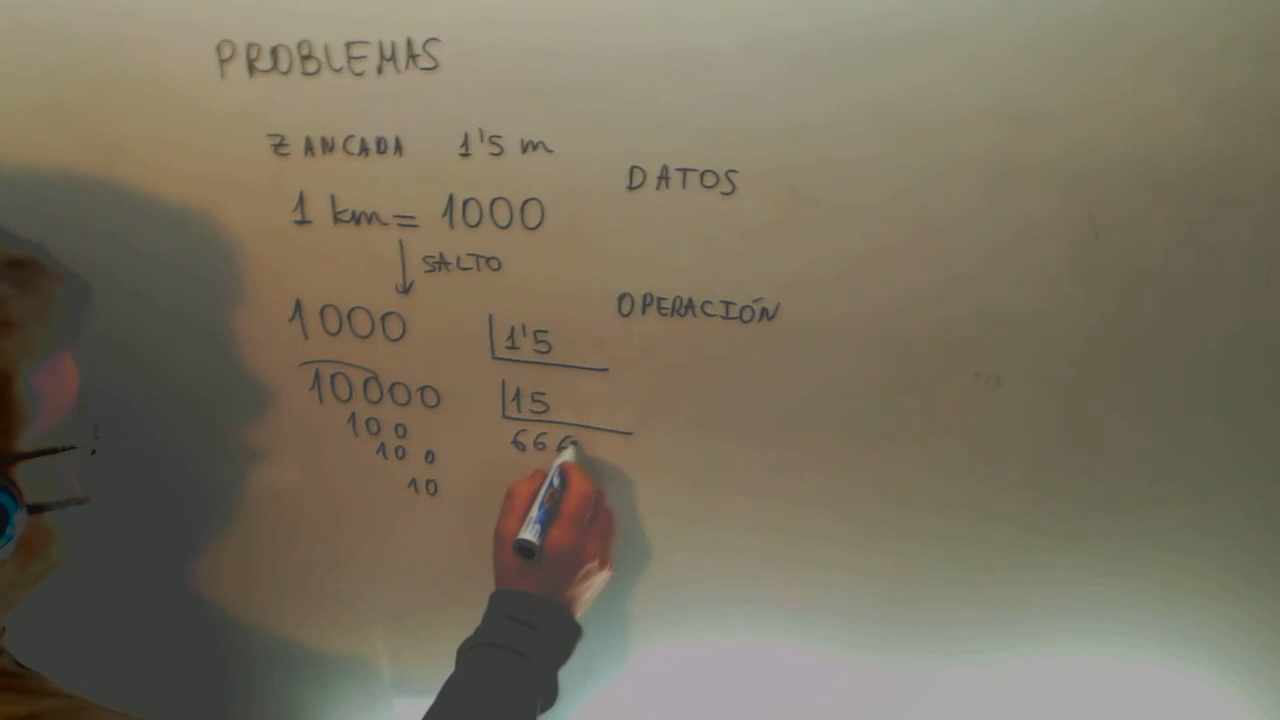 PROBLEMAS
ZANCADA 1'5 m
DATOS
1 km = 1000
SALTO
OPERACIÓN
1000 1'5
10000 15
100 666
100
10